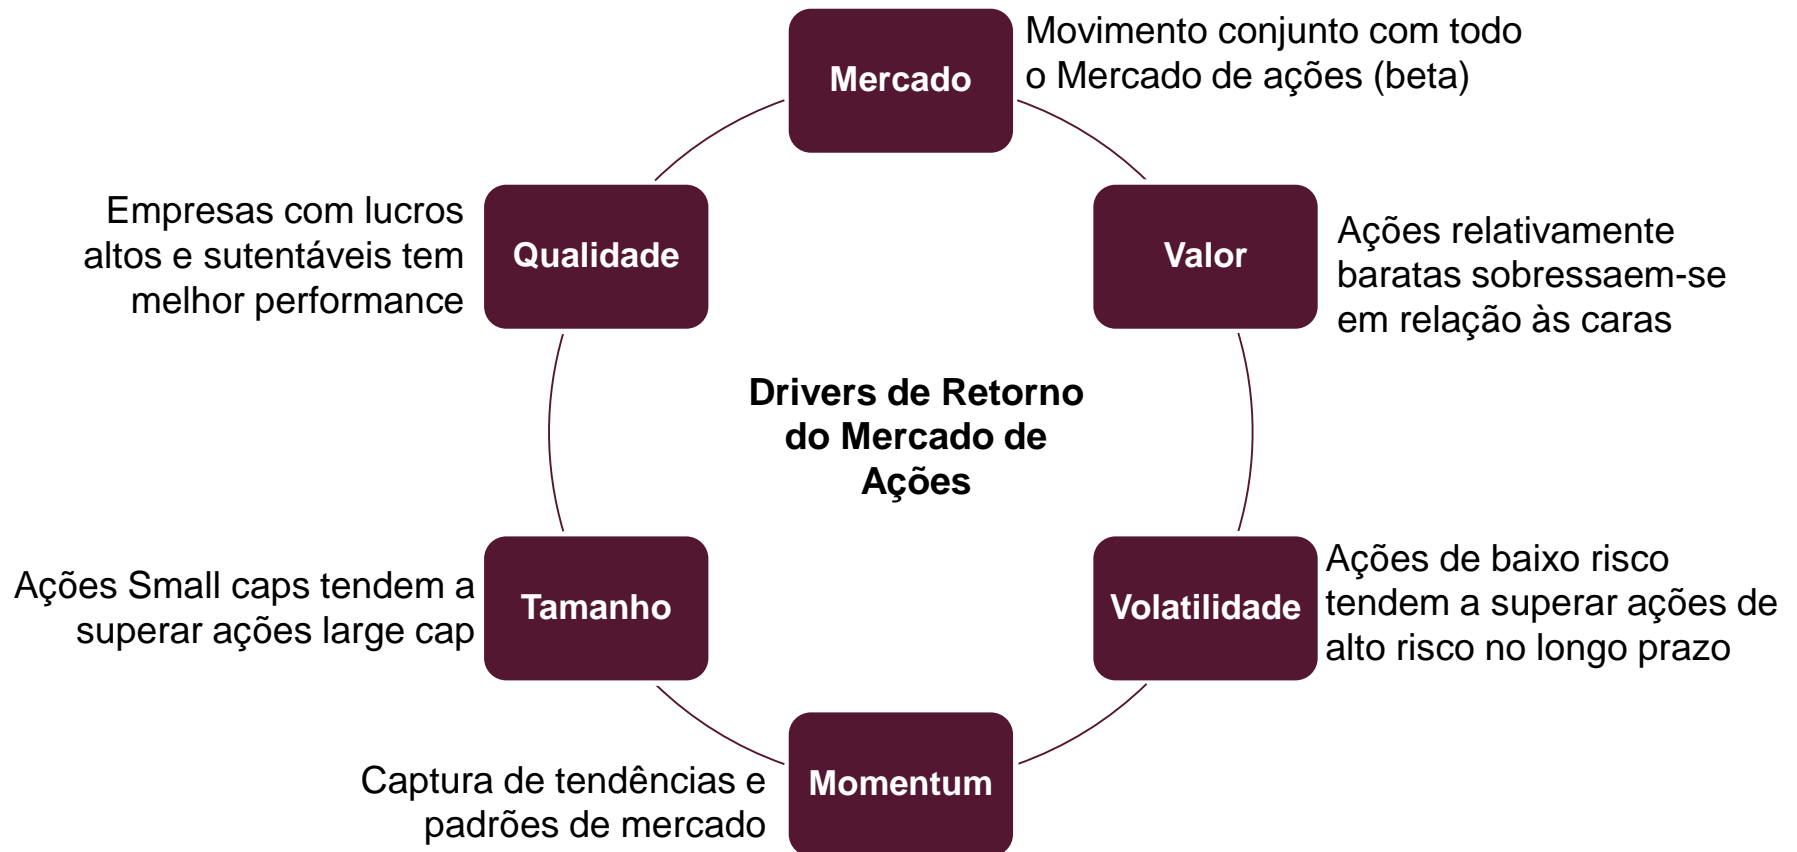 Mercado
Movimento conjunto com todo
o Mercado de ações (beta)
Valor
Ações relativamente
baratas sobressaem-se
em relação às caras
Volatilidade
Ações de baixo risco
tendem a superar ações de
alto risco no longo prazo
Momentum
Captura de tendências e
padrões de mercado
Tamanho
Ações Small caps tendem a
superar ações large cap
Qualidade
Empresas com lucros
altos e sutentáveis tem
melhor performance
Drivers de Retorno
do Mercado de
Ações